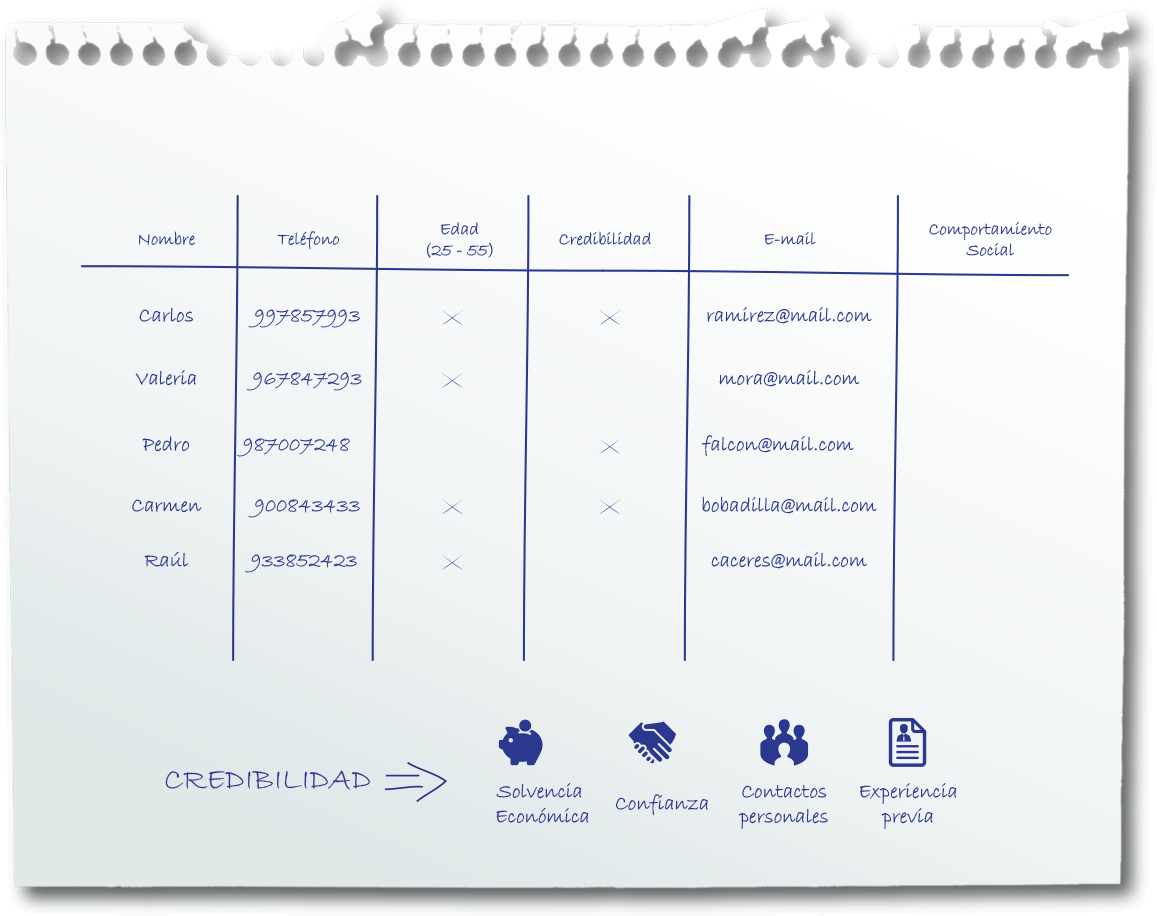 Nombre Teléfono Edad (25 - 55) Credibilidad E-mail Comportamiento Social
Carlos 997857993 X X ramirez@mail.com
Valeria 967847293 X mora@mail.com
Pedro 987007248 X falcon@mail.com
Carmen 900843433 X X bobadilla@mail.com
Raúl 933852423 X caceres@mail.com
CREDIBILIDAD
Solvencia Económica
Confianza
Contactos personales
Experiencia previa